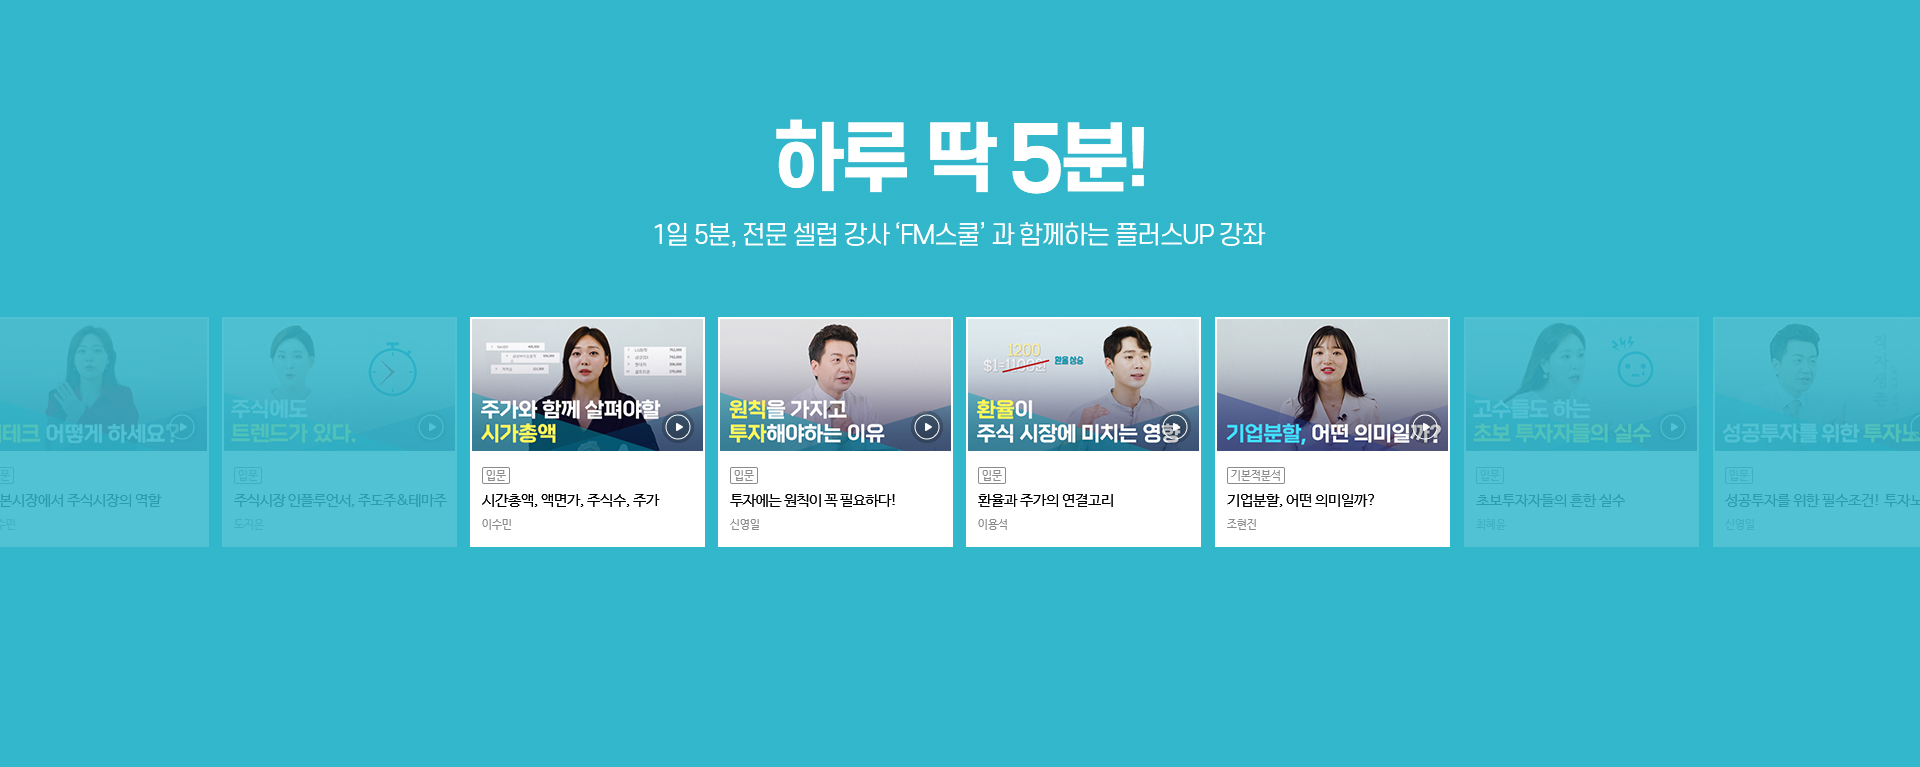 하루 딱 5분!
1일 5분, 전문 셀럽 강사 ‘FM스쿨’ 과 함께하는 플러스UP 강좌
테크 어떻게 하세요?
본시장에서 주식시장의 역할
수민
주식에도
트렌드가 있다.
입문
주식시장 인플루언서, 주도주&테마주
도지은
주가와 함께 살펴야할
시가총액
입문
시간총액, 액면가, 주식수, 주가
이수민
원칙을 가지고
투자해야하는 이유
입문
투자에는 원칙이 꼭 필요하다!
신영일
1200
$1=1100원
환율 상승
환율이
주식 시장에 미치는 영향
입문
환율과 주가의 연결고리
이용석
기업분할, 어떤 의미일까?
기본적분석
기업분할, 어떤 의미일까?
조현진
고수들도 하는
초보 투자자들의 실수
입문
초보투자자들의 흔한 실수
최혜윤
성공투자를 위한 투자노
입문
성공투자를 위한 필수조건! 투자노
신영일